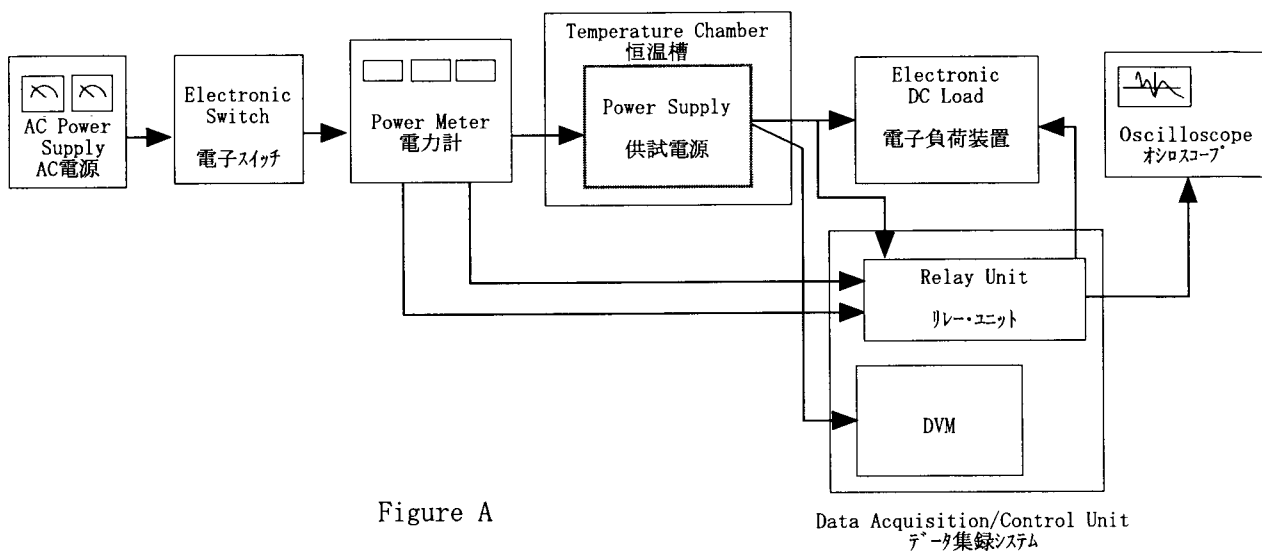 AC Power
Supply
AC電源
Electronic
Switch
電子スイッチ
Power Meter
電力計
Temperature Chamber
恒温槽
Power Supply
供試電源
Electronic
DC Load
電子負荷装置
Oscilloscope
オシロスコープ
Relay Unit
リレー・ユニット
DVM
Figure A
Data Acquisition/Control Unit
データ集録システム